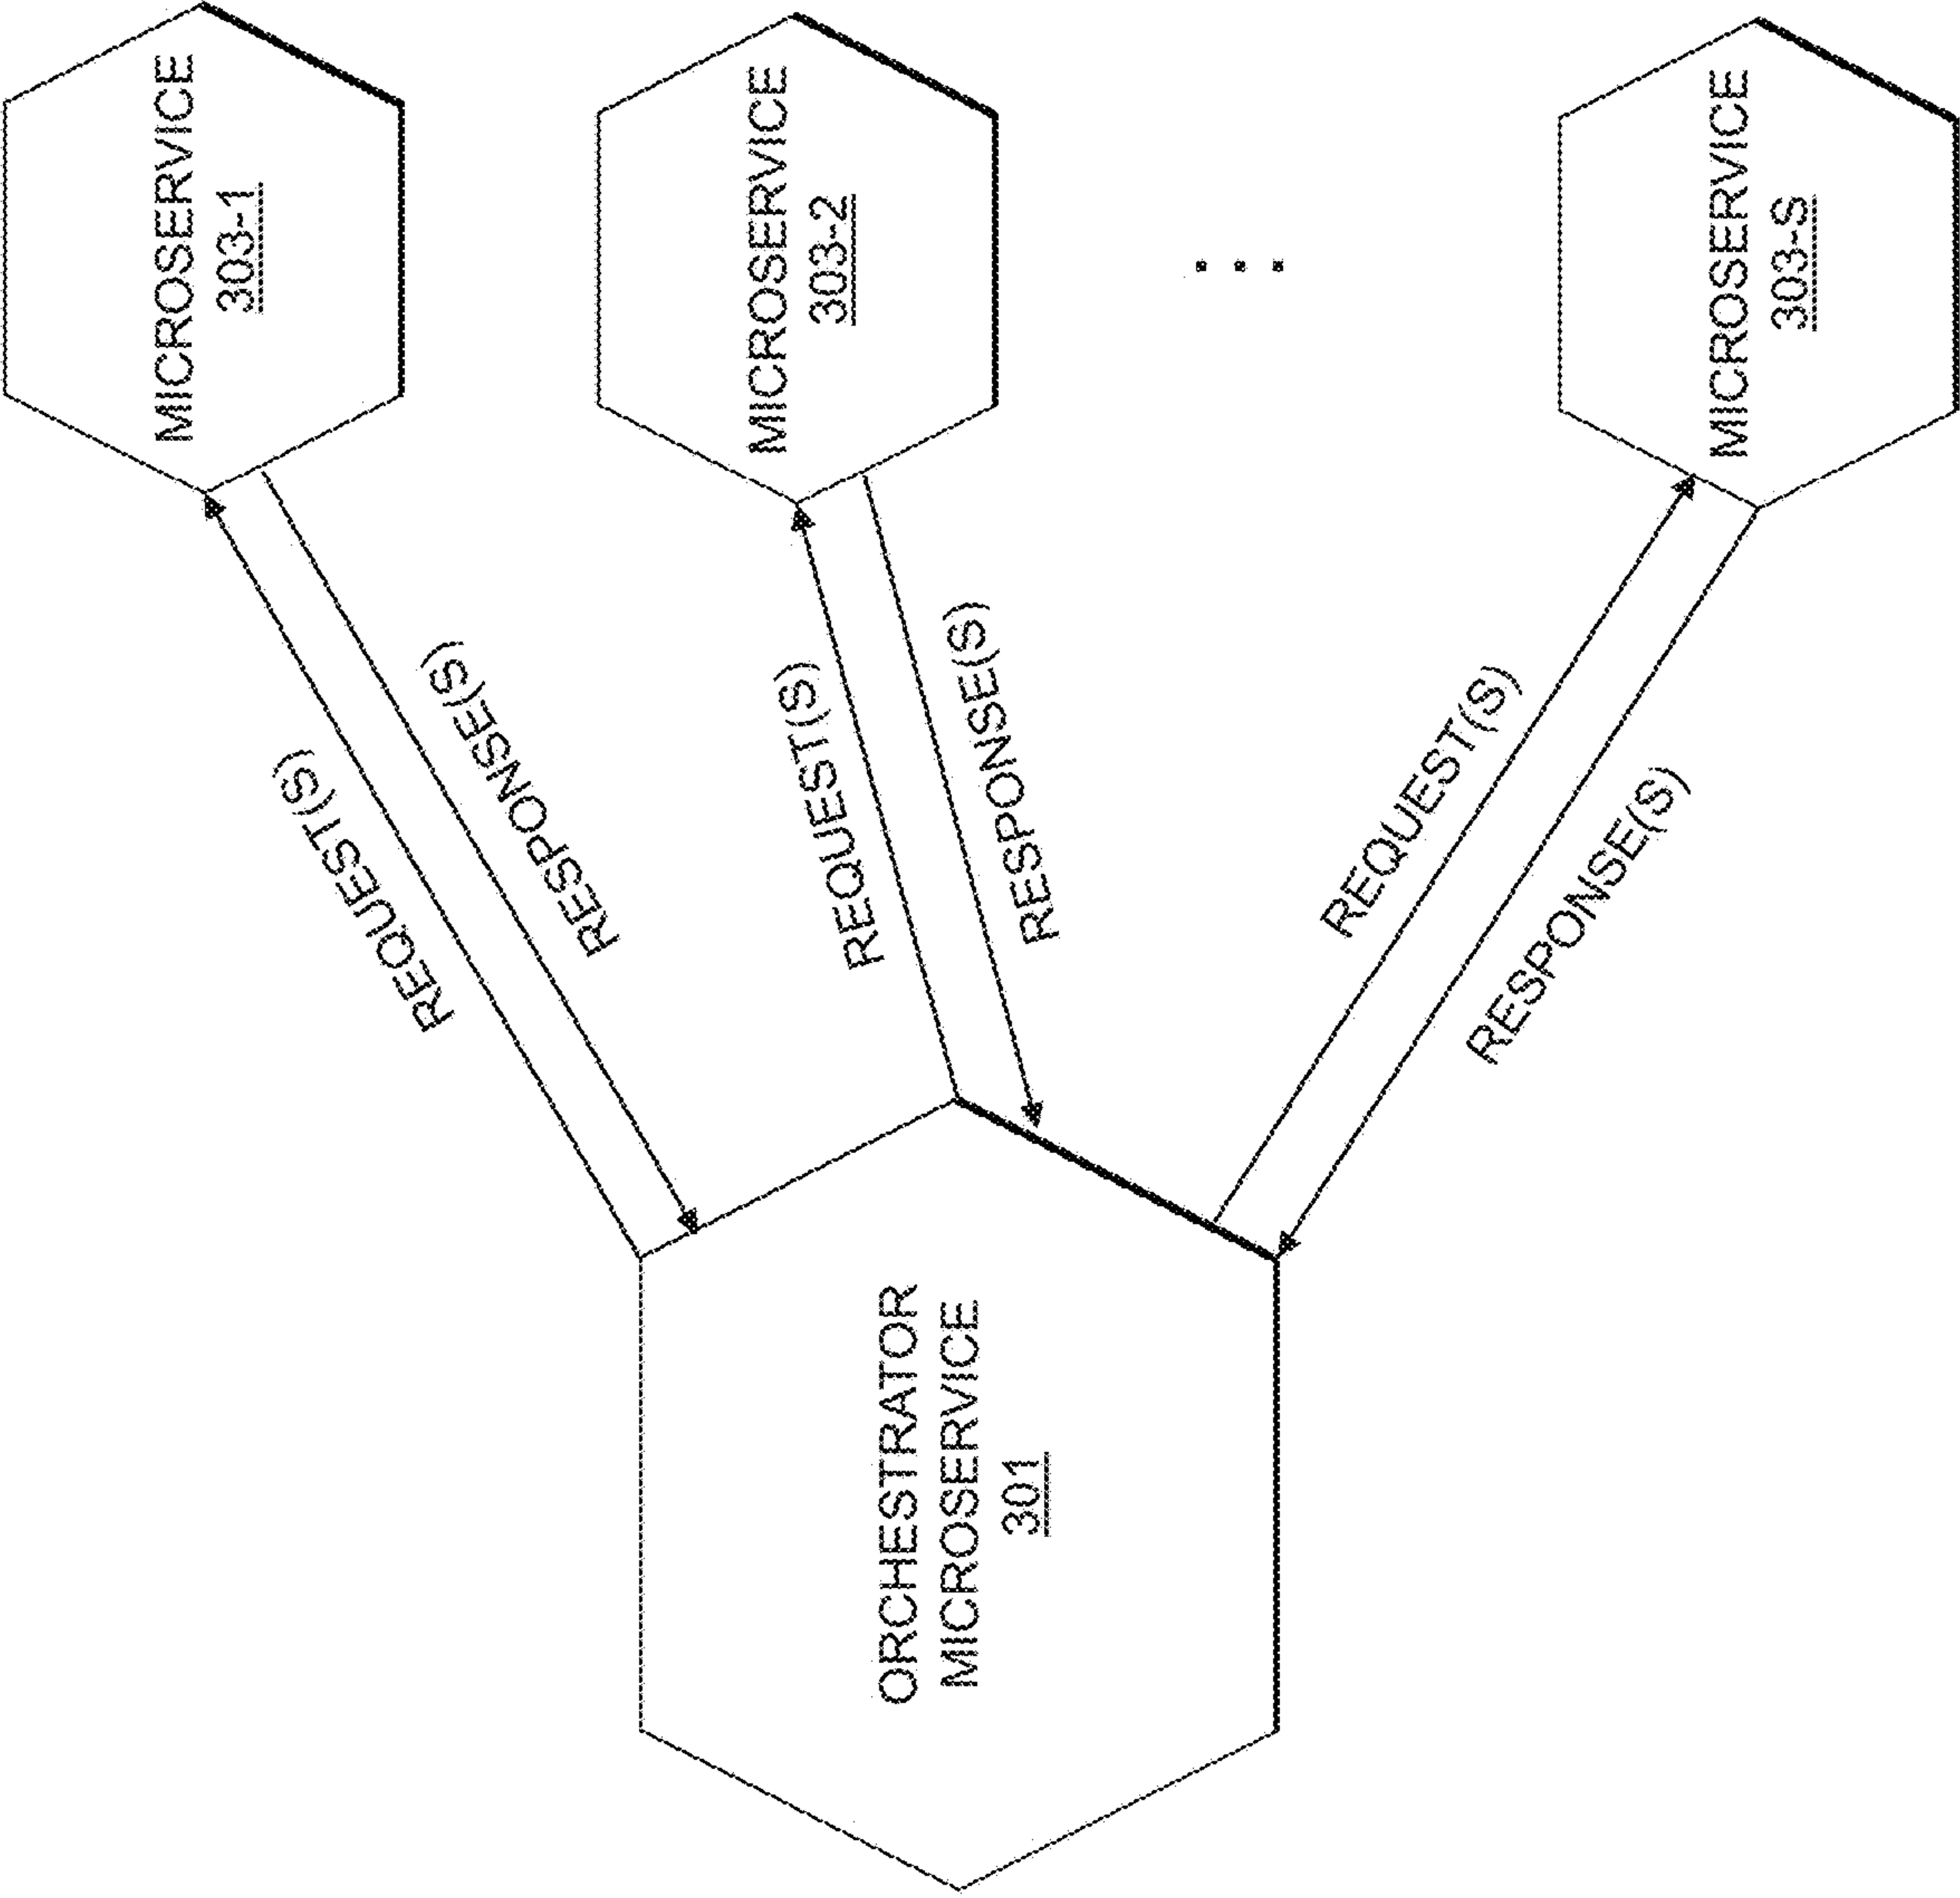 MICROSERVICE
303-1
MICROSERVICE
303-2
MICROSERVICE
303-S
REQUEST(S)
RESPONSE(S)
REQUEST(S)
RESPONSE(S)
REQUEST(S)
RESPONSE(S)
ORCHESTRATOR
MICROSERVICE
301